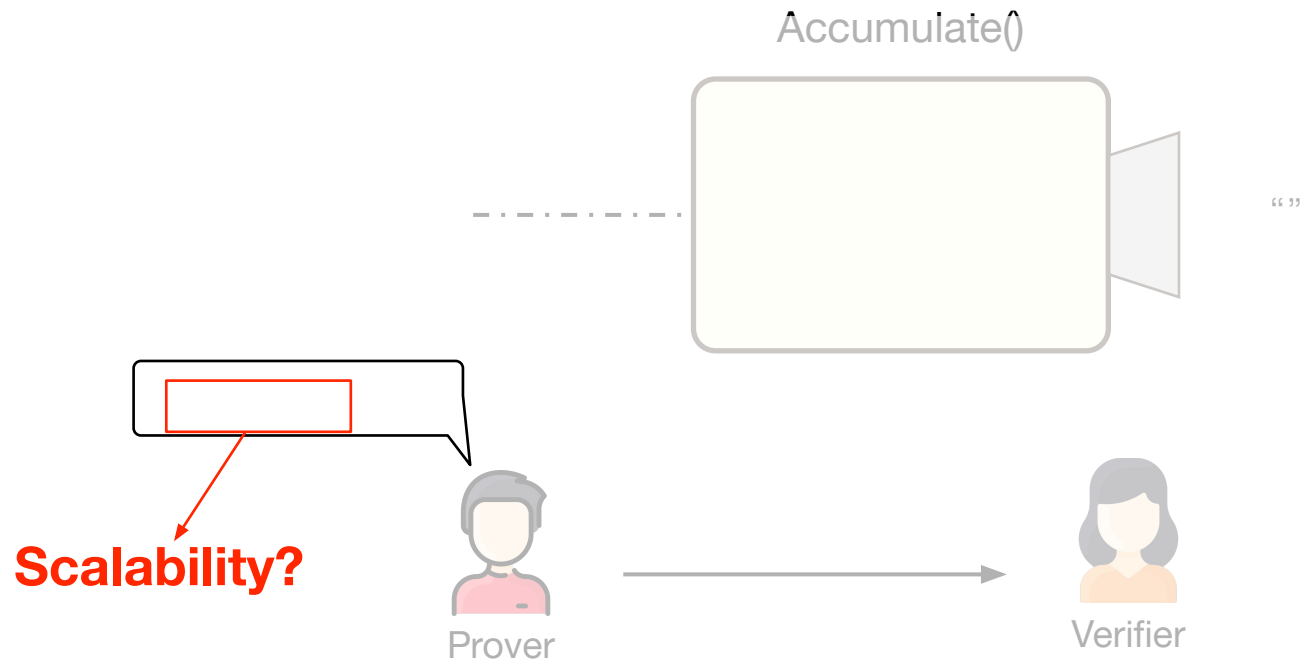 Accumulate()
“ ”
Scalability?
Prover
Verifier